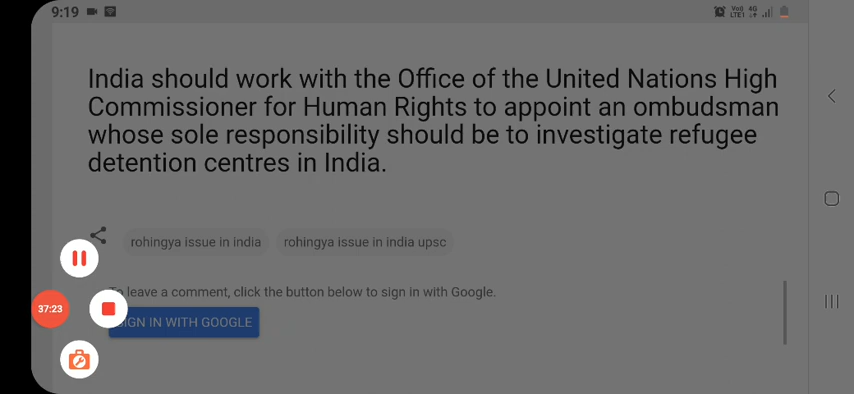 9:19
VoO LTE1 4G
India should work with the Office of the United Nations High
Commissioner for Human Rights to appoint an ombudsman
whose sole responsibility should be to investigate refugee
detention centres in India.
rohingya issue in india rohingya issue in india upsc
To leave a comment, click the button below to sign in with Google.
37:23
SIGN IN WITH GOOGLE